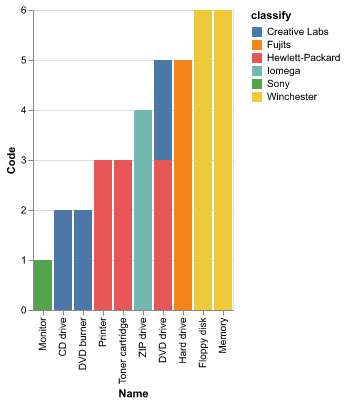 classify
Creative Labs
Fujits
Hewlett-Packard
Iomega
Sony
Winchester
Code
6
5
4
3
2
1
0
Monitor
CD drive
DVD burner
Printer
Toner cartridge
ZIP drive
DVD drive
Hard drive
Floppy disk
Memory
Name